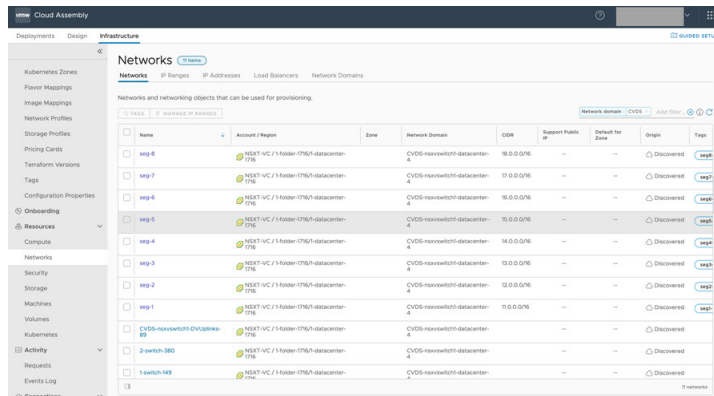 vmw Cloud Assembly
Deployments Design Infrastructure
GUIDED SETU
Kubernetes Zones
Flavor Mappings
Image Mappings
Network Profiles
Storage Profiles
Pricing Cards
Terraform Versions
Tags
Configuration Properties
Onboarding
Resources
Compute
Networks
Security
Storage
Machines
Volumes
Kubernetes
Activity
Requests
Events Log
Connections
Networks 11 items
Networks IP Ranges IP Addresses Load Balancers Network Domains
Networks and networking objects that can be used for provisioning.
TAGS MANAGE IP RANGES
Network domain : CVDS Add filter...
Name Account / Region Zone Network Domain CIDR Support Public IP Default for Zone Origin Tags
seg-8 NSXT-VC / 1-folder-1716/1-datacenter-1716 CVDS-nsxvswitch1-datacenter-4 18.0.0.0/16 -- -- Discovered seg8-
seg-7 NSXT-VC / 1-folder-1716/1-datacenter-1716 CVDS-nsxvswitch1-datacenter-4 17.0.0.0/16 -- -- Discovered seg7-
seg-6 NSXT-VC / 1-folder-1716/1-datacenter-1716 CVDS-nsxvswitch1-datacenter-4 16.0.0.0/16 -- -- Discovered seg6-
seg-5 NSXT-VC / 1-folder-1716/1-datacenter-1716 CVDS-nsxvswitch1-datacenter-4 15.0.0.0/16 -- -- Discovered seg5-
seg-4 NSXT-VC / 1-folder-1716/1-datacenter-1716 CVDS-nsxvswitch1-datacenter-4 14.0.0.0/16 -- -- Discovered seg4-
seg-3 NSXT-VC / 1-folder-1716/1-datacenter-1716 CVDS-nsxvswitch1-datacenter-4 13.0.0.0/16 -- -- Discovered seg3-
seg-2 NSXT-VC / 1-folder-1716/1-datacenter-1716 CVDS-nsxvswitch1-datacenter-4 12.0.0.0/16 -- -- Discovered seg2-
seg-1 NSXT-VC / 1-folder-1716/1-datacenter-1716 CVDS-nsxvswitch1-datacenter-4 11.0.0.0/16 -- -- Discovered seg1-
CVDS-nsxvswitch1-DVUplinks-89 NSXT-VC / 1-folder-1716/1-datacenter-1716 CVDS-nsxvswitch1-datacenter-4 -- -- Discovered
2-switch-380 NSXT-VC / 1-folder-1716/1-datacenter-1716 CVDS-nsxvswitch1-datacenter-4 -- -- Discovered
1-switch-149 NSXT-VC / 1-folder-1716/1-datacenter-1716 CVDS-nsxvswitch1-datacenter-4 -- -- Discovered
11 networks